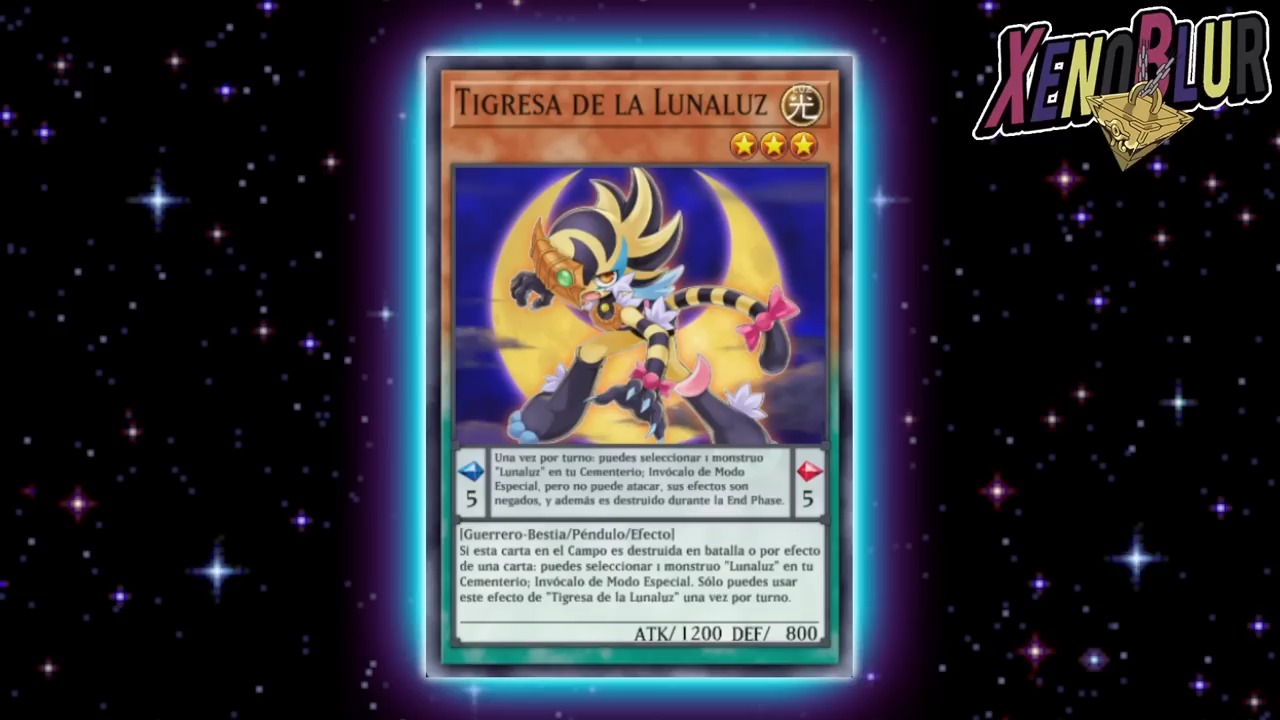 XENOBLUR
TIGRESA DE LA LUNALUZ
LUZ
光
5
Una vez por turno: puedes seleccionar 1 monstruo
"Lunaluz" en tu Cementerio; Invócalo de Modo
Especial, pero no puede atacar, sus efectos son
negados, y además es destruido durante la End Phase.
5
[Guerrero-Bestia/Péndulo/Efecto]
Si esta carta en el Campo es destruida en batalla o por efecto
de una carta: puedes seleccionar 1 monstruo "Lunaluz" en tu
Cementerio; Invócalo de Modo Especial. Sólo puedes usar
este efecto de "Tigresa de la Lunaluz" una vez por turno.
ATK/ 1200 DEF/ 800